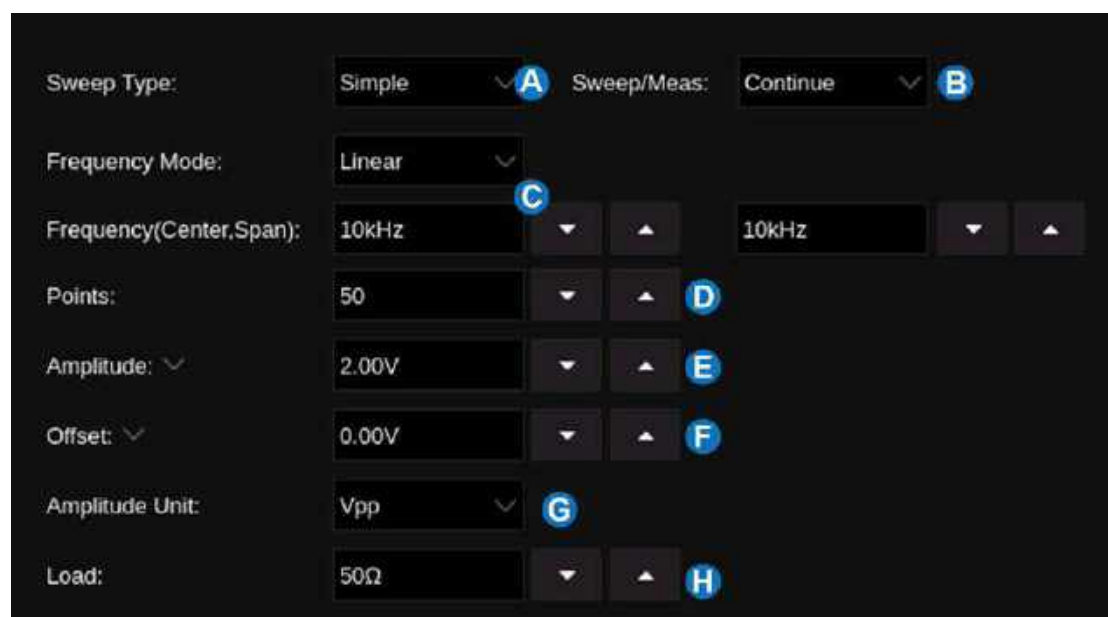 Sweep Type: Simple A Sweep/Meas: Continue B
Frequency Mode: Linear
C
Frequency(Center,Span): 10kHz 10kHz
Points: 50 D
Amplitude: 2.00V E
Offset: 0.00V F
Amplitude Unit: Vpp G
Load: 50Ω H